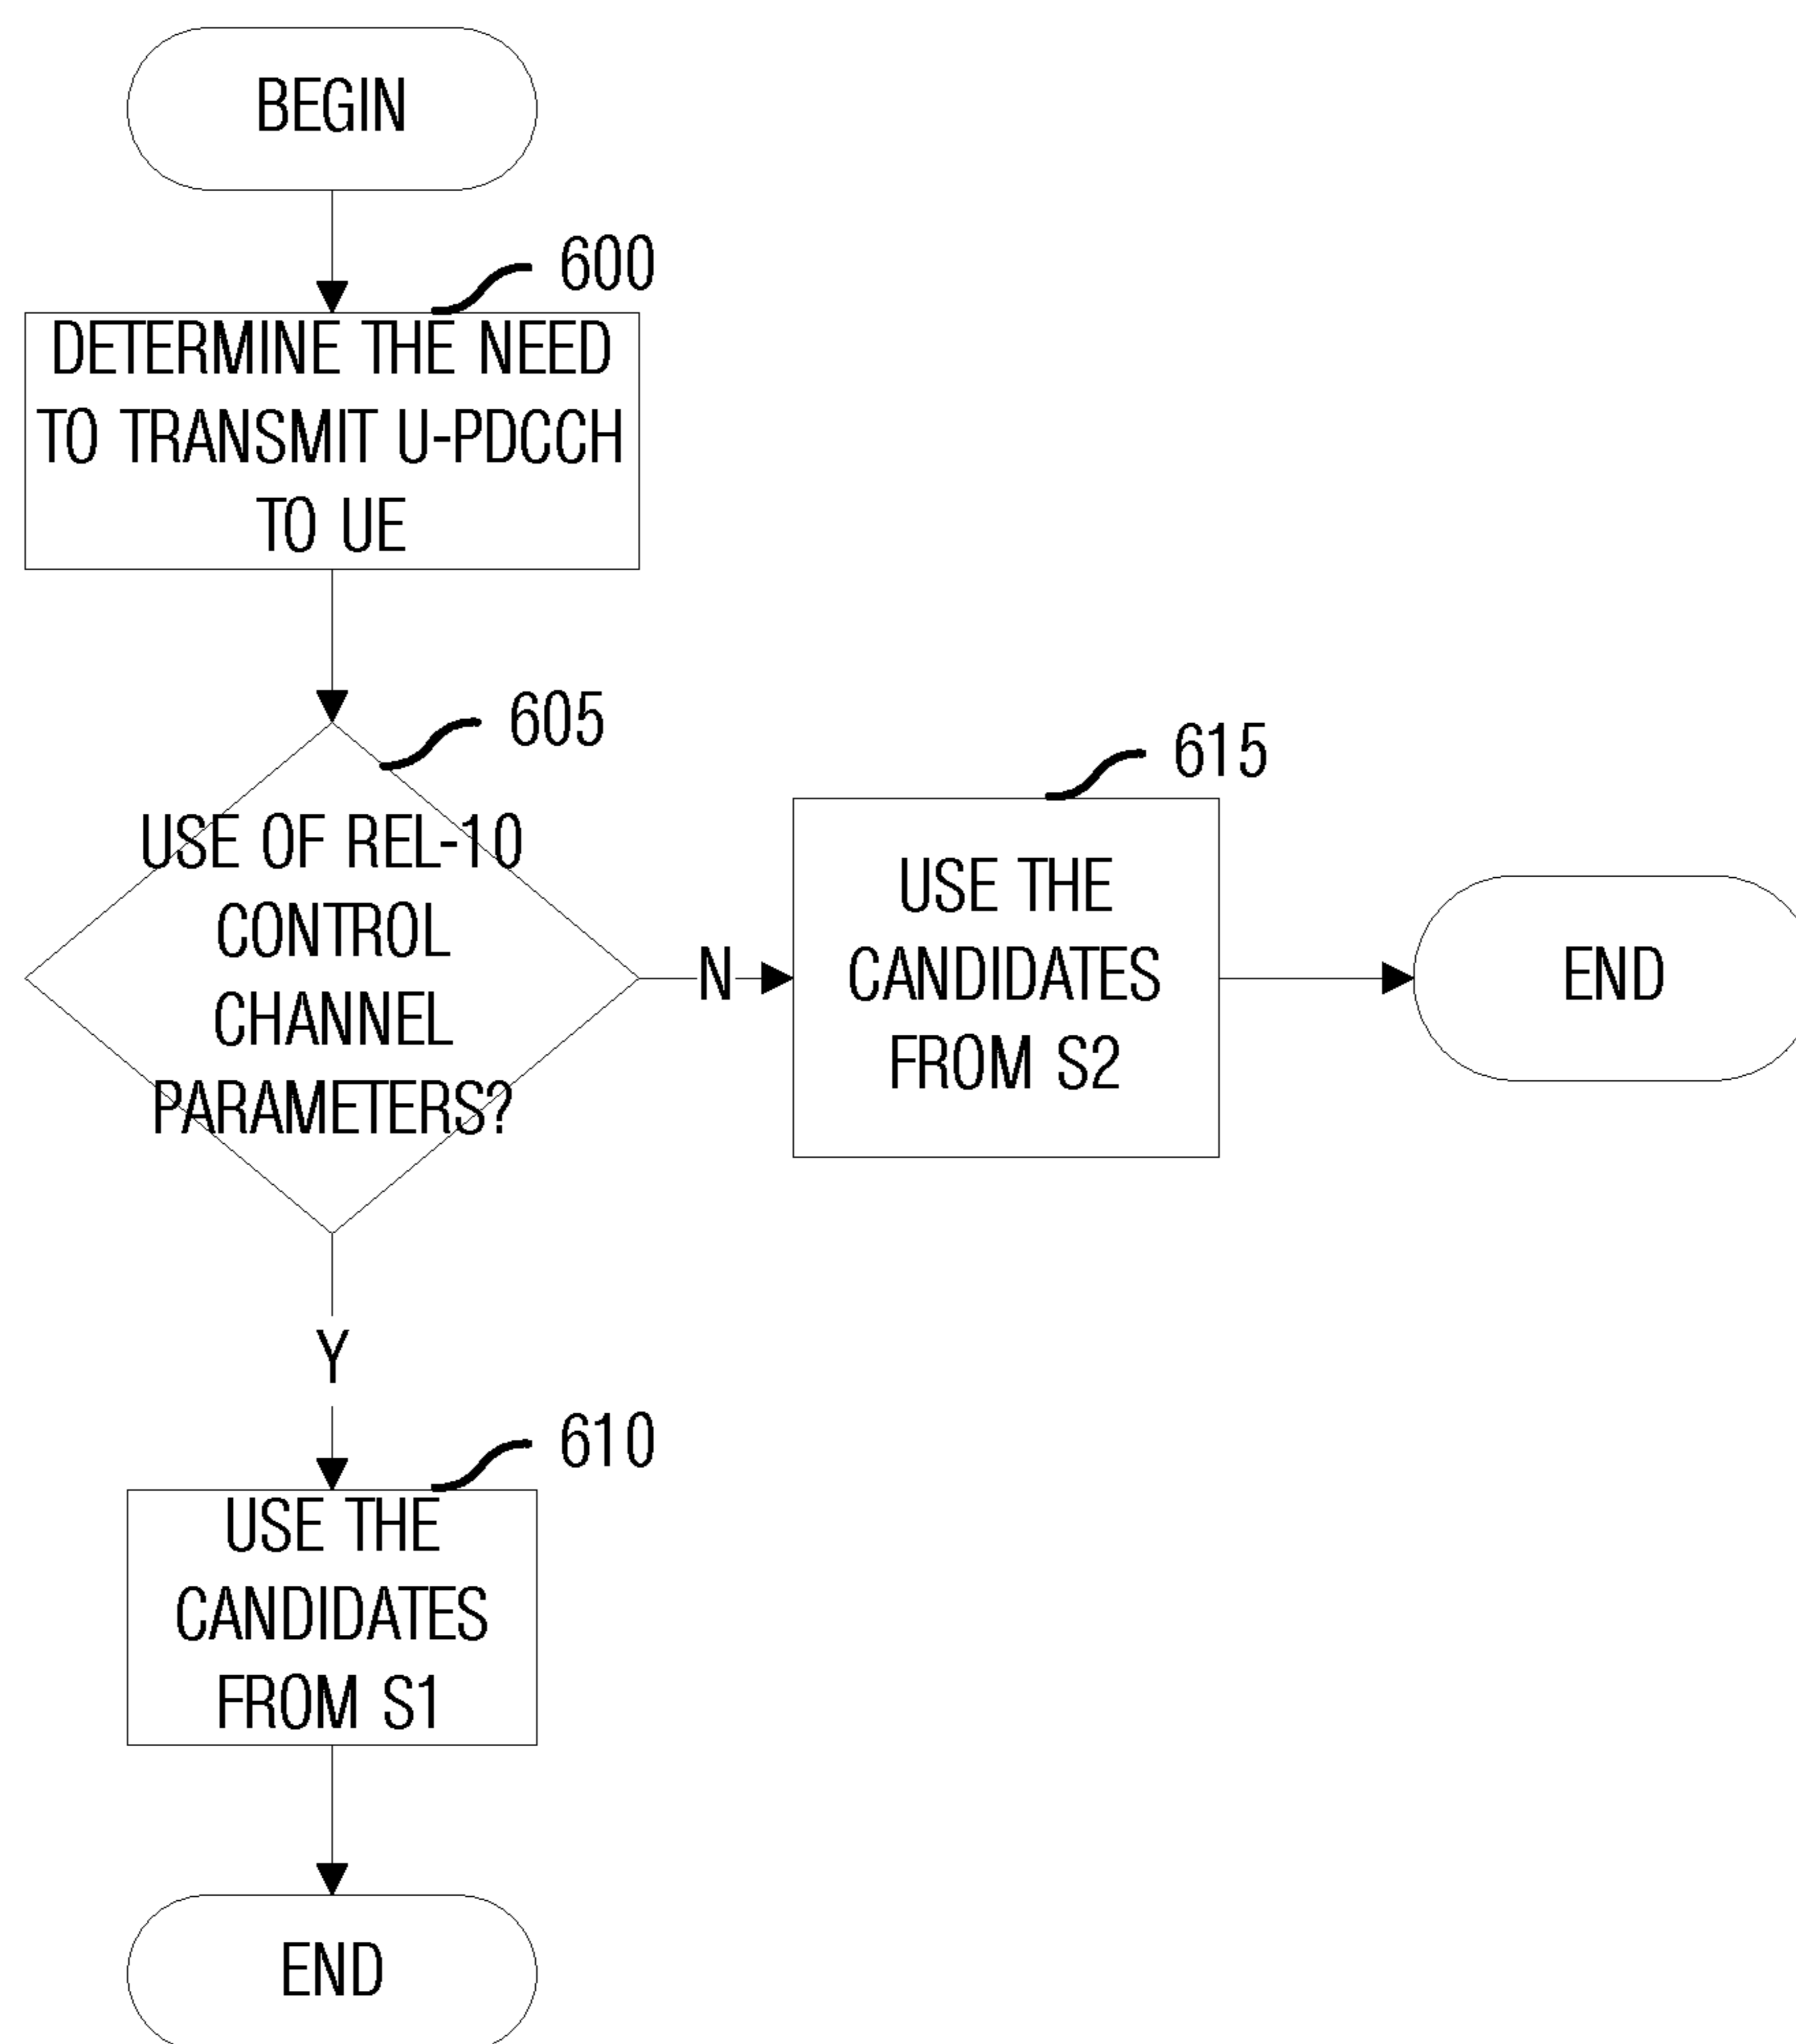 BEGIN
600
DETERMINE THE NEED
TO TRANSMIT U-PDCCH
TO UE
605
USE OF REL-10
CONTROL
CHANNEL
PARAMETERS?
N
615
USE THE
CANDIDATES
FROM S2
END
Y
610
USE THE
CANDIDATES
FROM S1
END